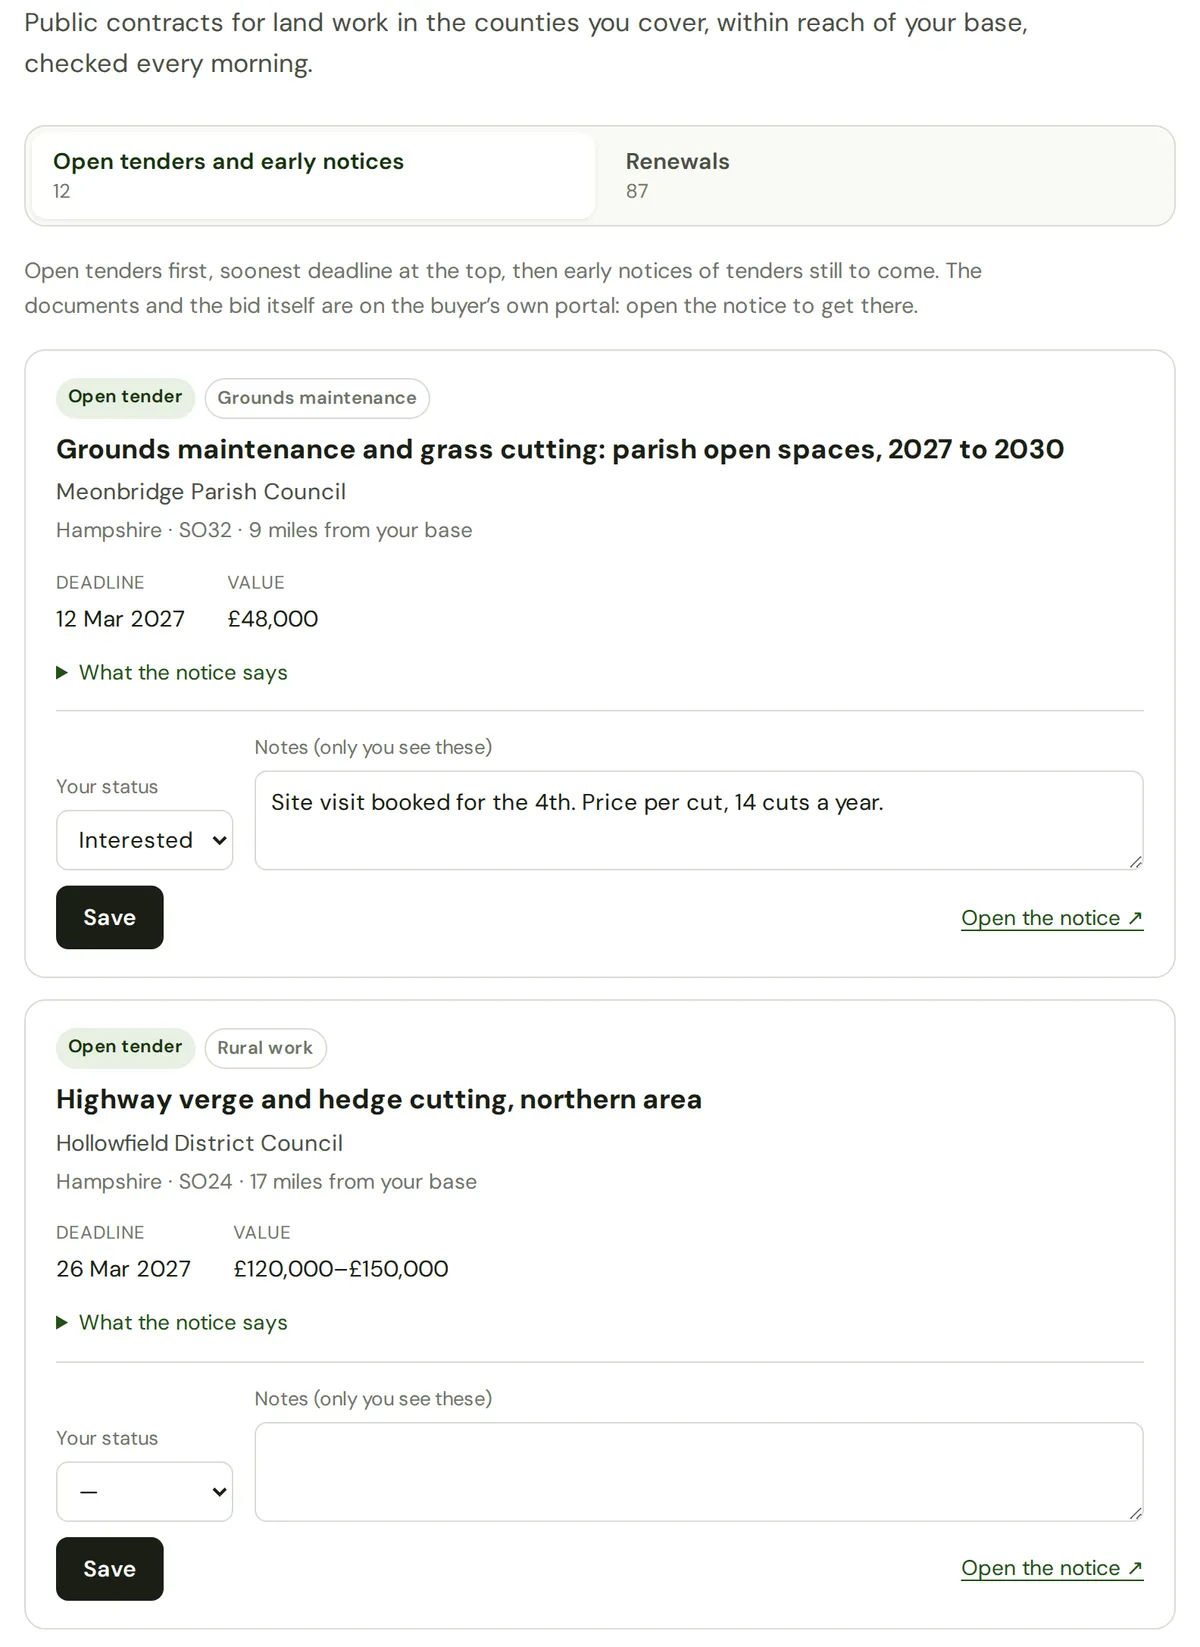 Public contracts for land work in the counties you cover, within reach of your base,
checked every morning.
Open tenders and early notices
12
Renewals
87
Open tenders first, soonest deadline at the top, then early notices of tenders still to come. The
documents and the bid itself are on the buyer’s own portal: open the notice to get there.
Open tender
Grounds maintenance
Grounds maintenance and grass cutting: parish open spaces, 2027 to 2030
Meonbridge Parish Council
Hampshire · SO32 · 9 miles from your base
DEADLINE
12 Mar 2027
VALUE
£48,000
▶ What the notice says
Your status
Interested
Notes (only you see these)
Site visit booked for the 4th. Price per cut, 14 cuts a year.
Save
Open the notice ↗
Open tender
Rural work
Highway verge and hedge cutting, northern area
Hollowfield District Council
Hampshire · SO24 · 17 miles from your base
DEADLINE
26 Mar 2027
VALUE
£120,000–£150,000
▶ What the notice says
Your status
—
Notes (only you see these)
Save
Open the notice ↗